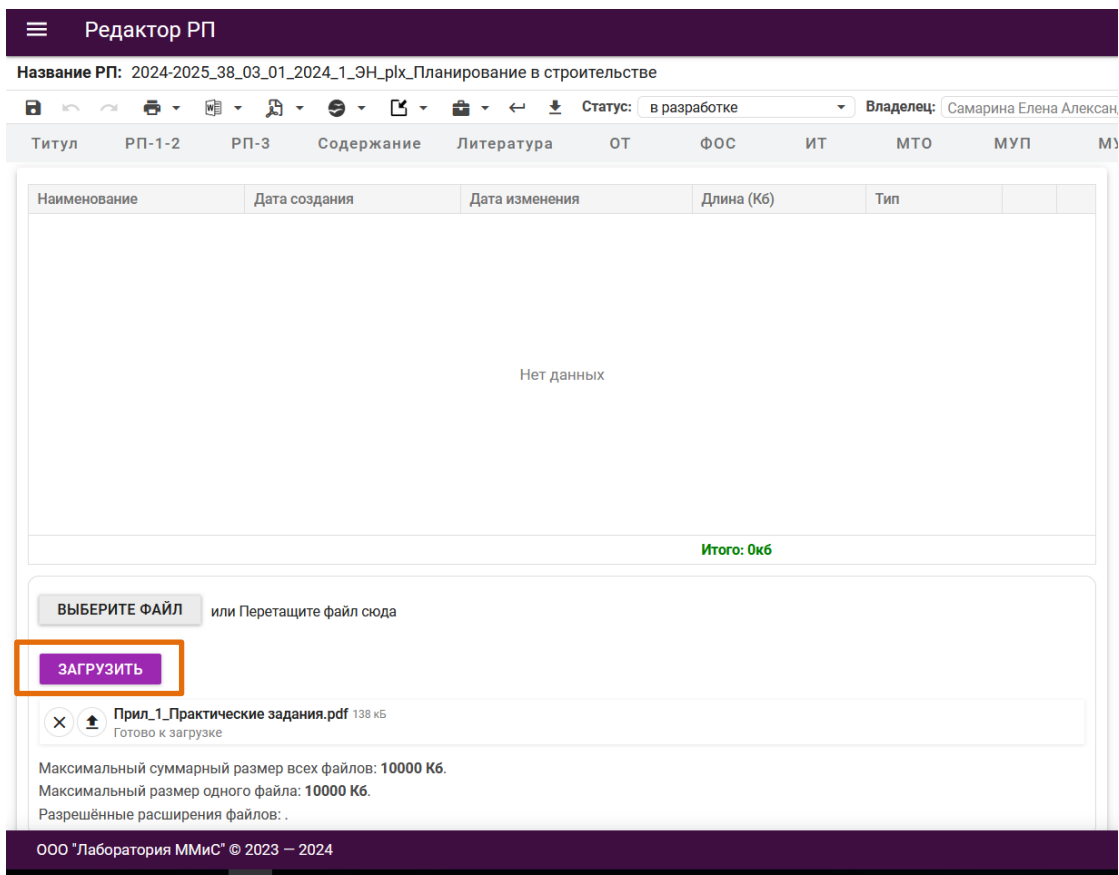 Редактор РП
Название РП: 2024-2025_38_03_01_2024_1_ЭН_plx_Планирование в строительстве
Статус: в разработке Владелец: Самарина Елена Алексан
Титул РП-1-2 РП-3 Содержание Литература ОТ ФОС ИТ МТО МУП МУ
Наименование Дата создания Дата изменения Длина (Кб) Тип
Нет данных
Итого: 0кб
ВЫБЕРИТЕ ФАЙЛ или Перетащите файл сюда
ЗАГРУЗИТЬ
Прил_1_Практические задания.pdf 138 кБ
Готово к загрузке
Максимальный суммарный размер всех файлов: 10000 Кб.
Максимальный размер одного файла: 10000 Кб.
Разрешённые расширения файлов: .
ООО "Лаборатория ММиС" © 2023 — 2024